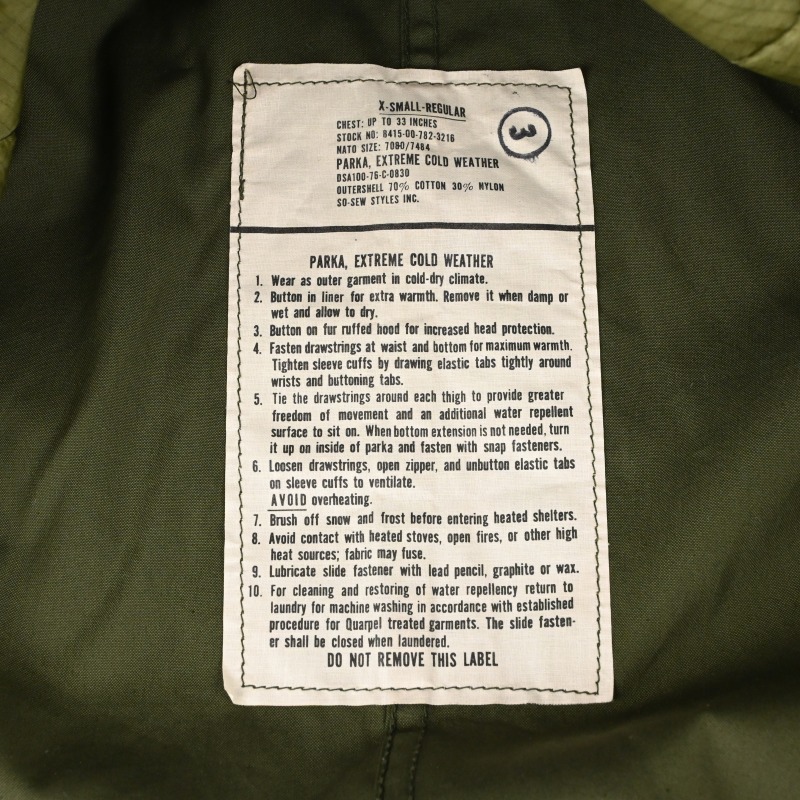 X-SMALL-REGULAR
CHEST: UP TO 33 INCHES
STOCK NO: 8415-00-782-3216
NATO SIZE: 7080/7484
PARKA, EXTREME COLD WEATHER
DSA100-76-C-0830
OUTERSHELL 70% COTTON 30% NYLON
SO-SEW STYLES INC.
3
PARKA, EXTREME COLD WEATHER
1. Wear as outer garment in cold-dry climate.
2. Button in liner for extra warmth. Remove it when damp or
wet and allow to dry.
3. Button on fur ruffed hood for increased head protection.
4. Fasten drawstrings at waist and bottom for maximum warmth.
Tighten sleeve cuffs by drawing elastic tabs tightly around
wrists and buttoning tabs.
5. Tie the drawstrings around each thigh to provide greater
freedom of movement and an additional water repellent
surface to sit on. When bottom extension is not needed, turn
it up on inside of parka and fasten with snap fasteners.
6. Loosen drawstrings, open zipper, and unbutton elastic tabs
on sleeve cuffs to ventilate.
AVOID overheating.
7. Brush off snow and frost before entering heated shelters.
8. Avoid contact with heated stoves, open fires, or other high
heat sources; fabric may fuse.
9. Lubricate slide fastener with lead pencil, graphite or wax.
10. For cleaning and restoring of water repellency return to
laundry for machine washing in accordance with established
procedure for Quarpel treated garments. The slide fasten-
er shall be closed when laundered.
DO NOT REMOVE THIS LABEL